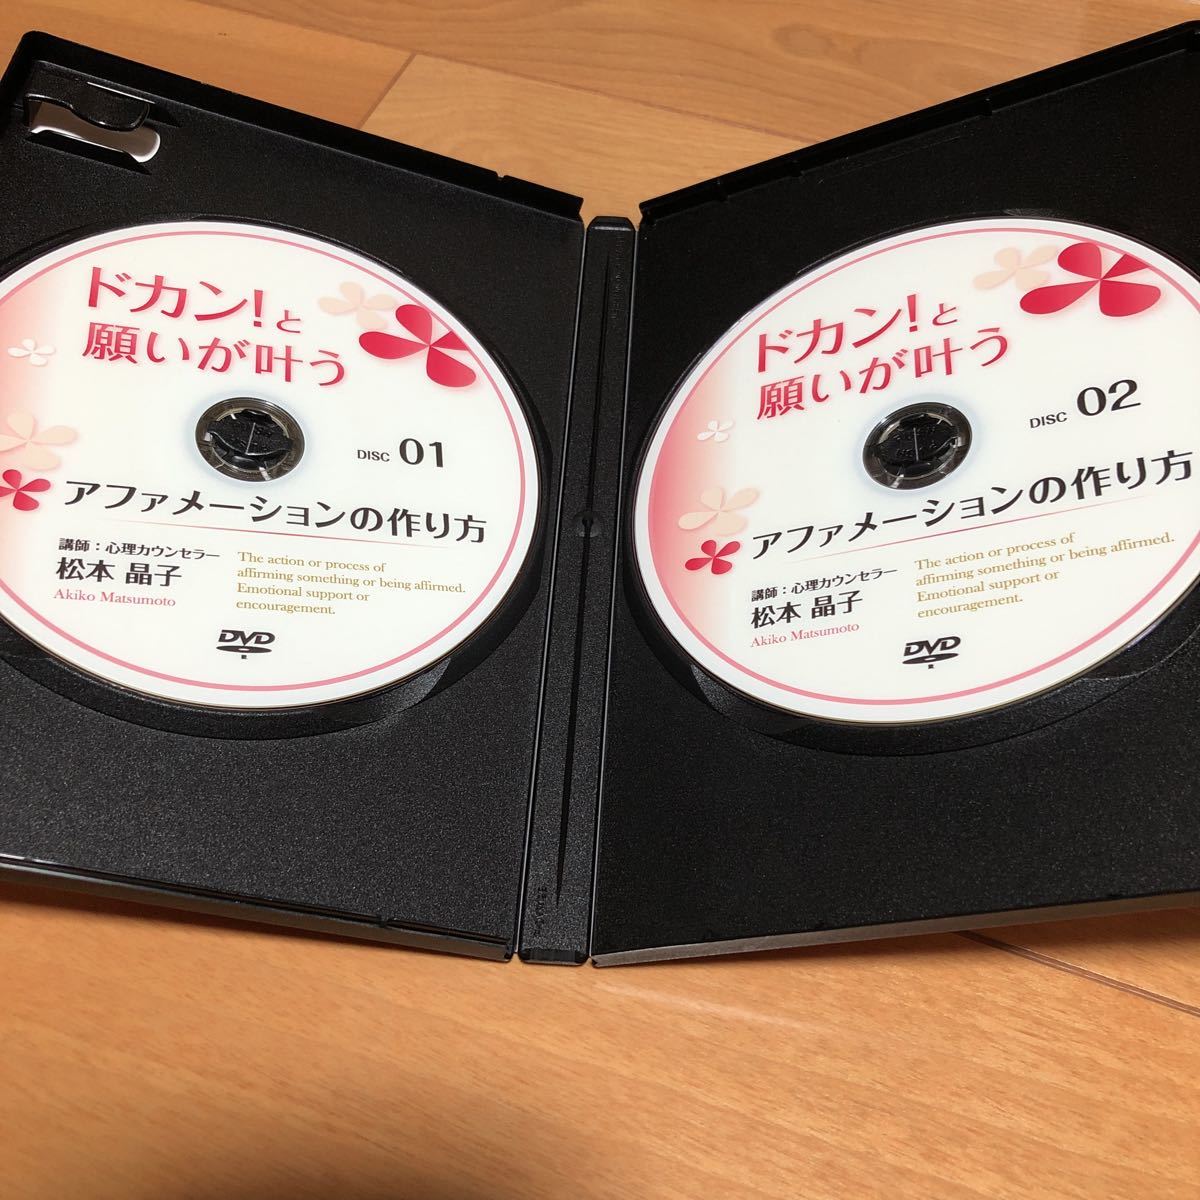 ドカン!と
願いが叶う
DISC 01
アファメーションの作り方
講師：心理カウンセラー
松本 晶子
Akiko Matsumoto
The action or process of
affirming something or being affirmed.
Emotional support or
encouragement.
DVD
R
ドカン!と
願いが叶う
DISC 02
アファメーションの作り方
講師：心理カウンセラー
松本 晶子
Akiko Matsumoto
The action or process of
affirming something or being affirmed.
Emotional support or
encouragement.
DVD
R